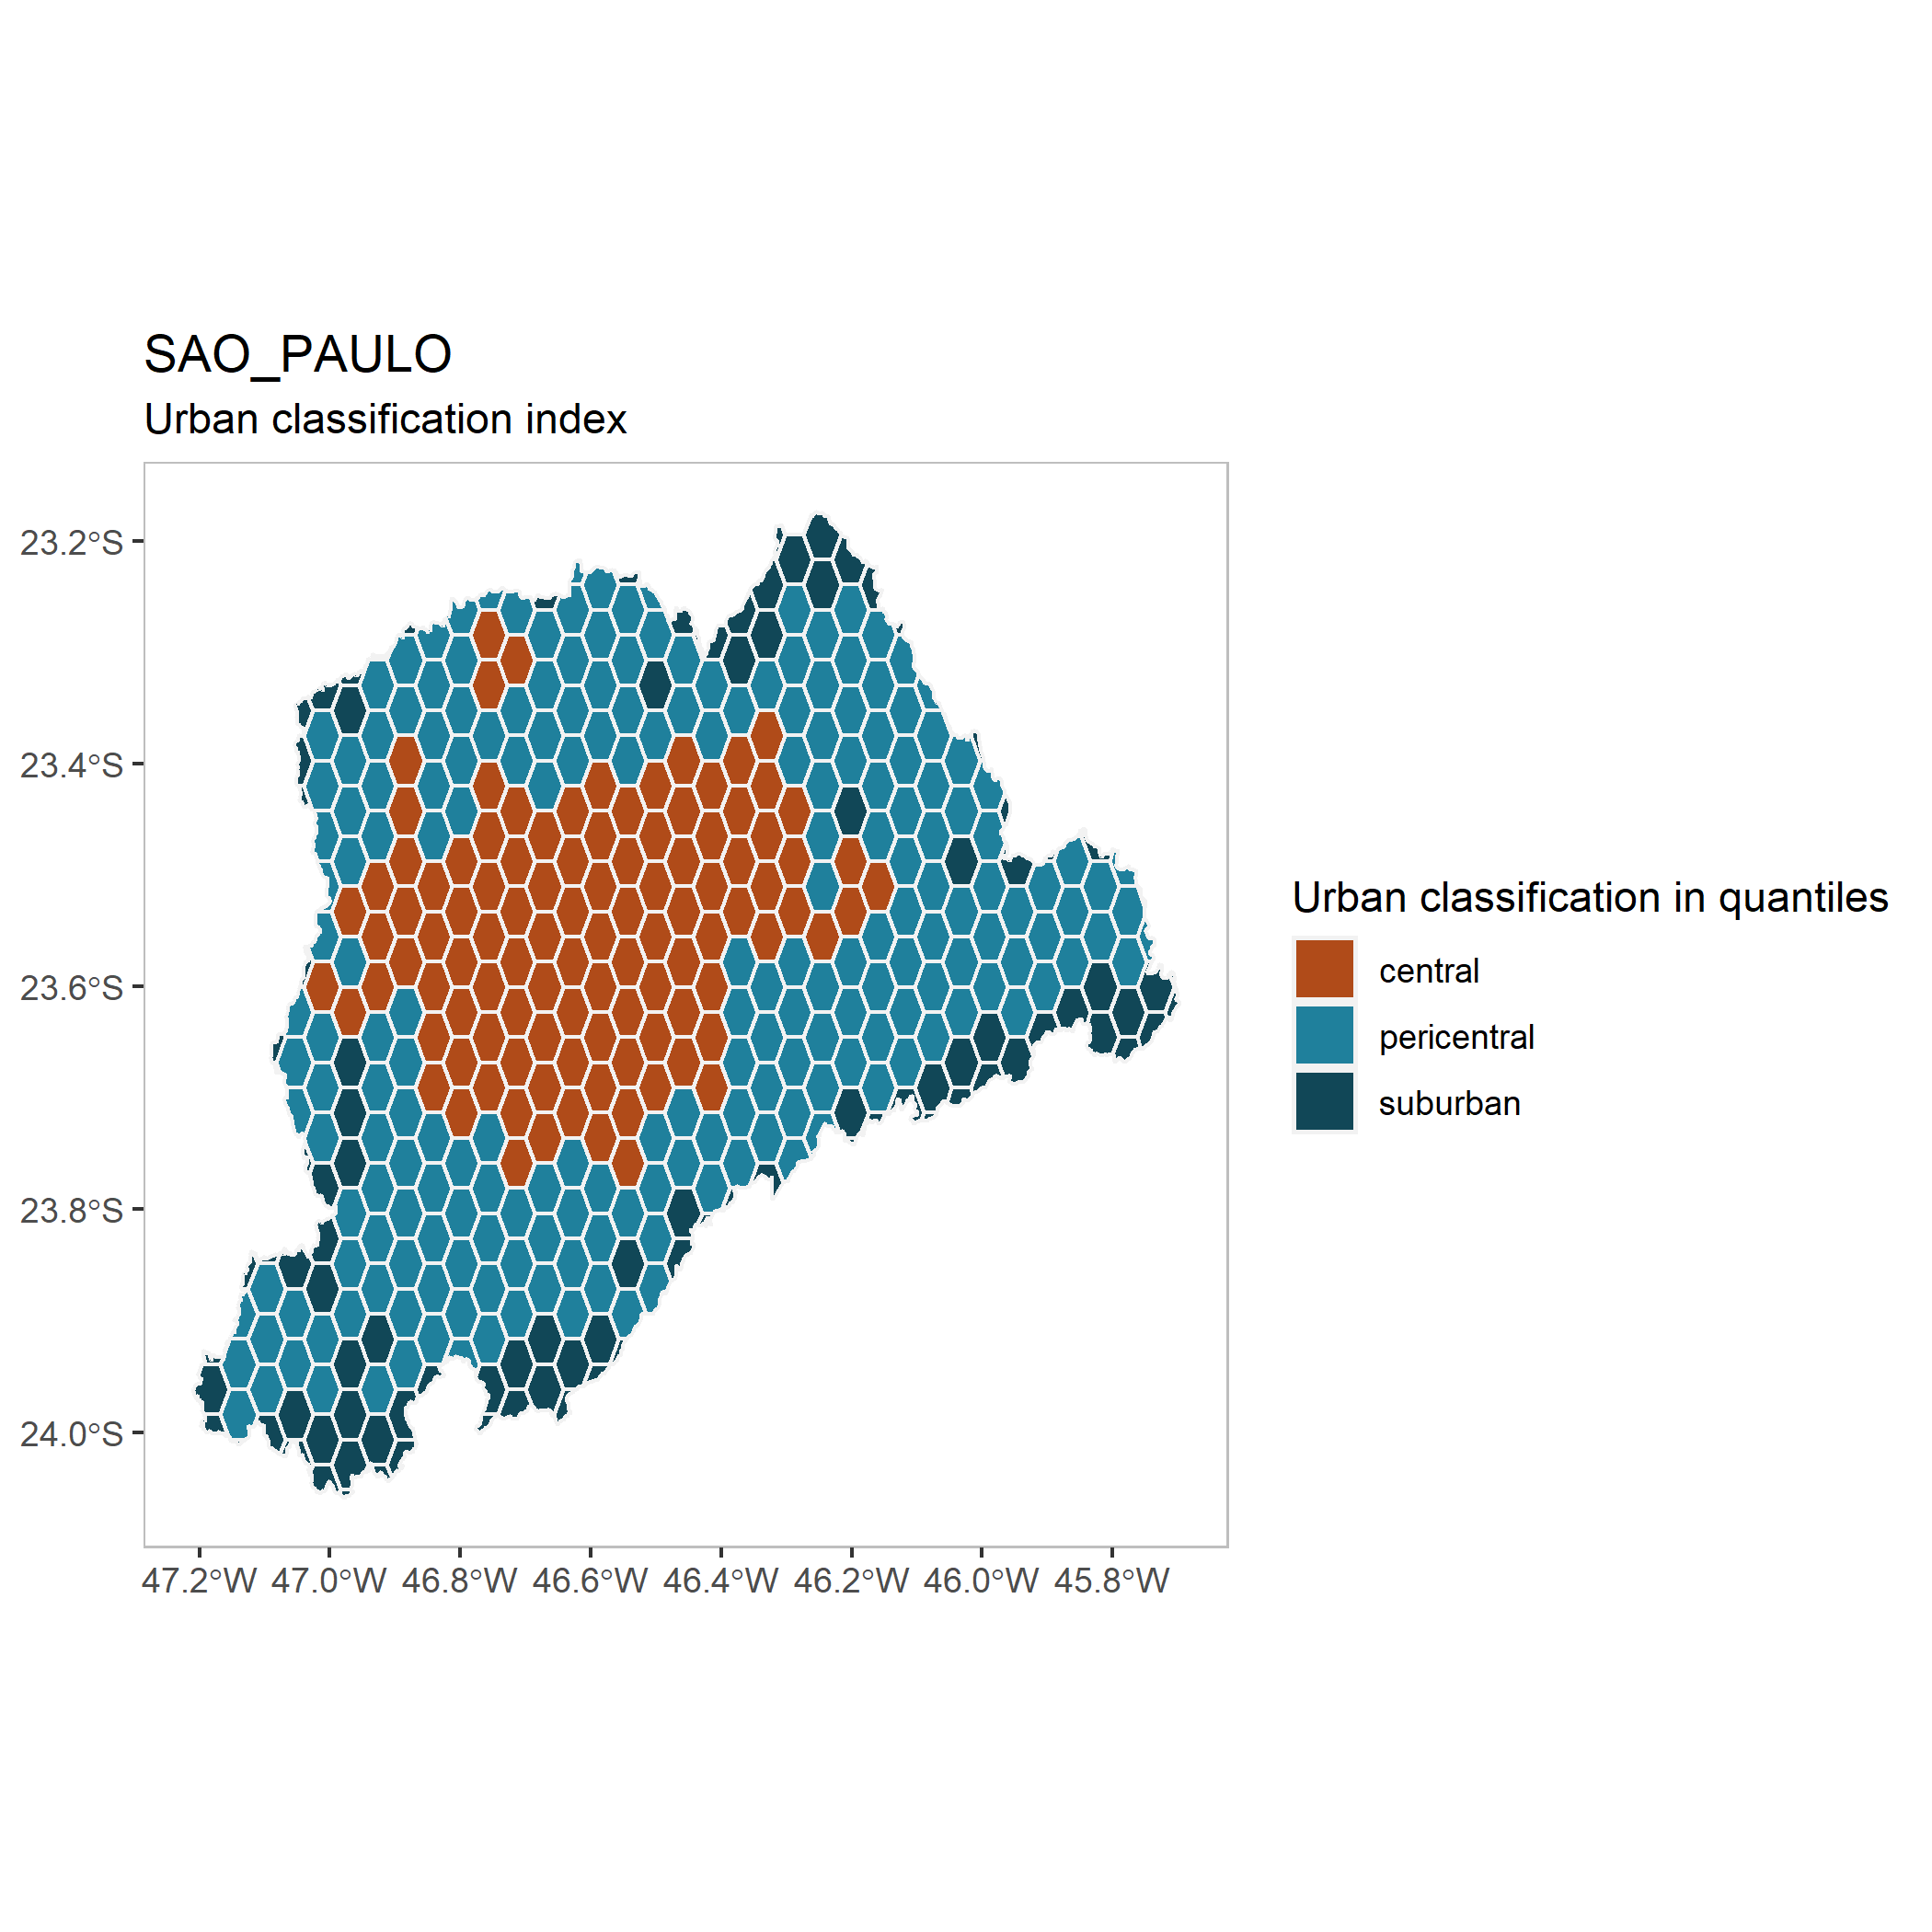 SAO_PAULO
Urban classification index
23.2°S
23.4°S
23.6°S
23.8°S
24.0°S
47.2°W 47.0°W 46.8°W 46.6°W 46.4°W 46.2°W 46.0°W 45.8°W
Urban classification in quantiles
central
pericentral
suburban